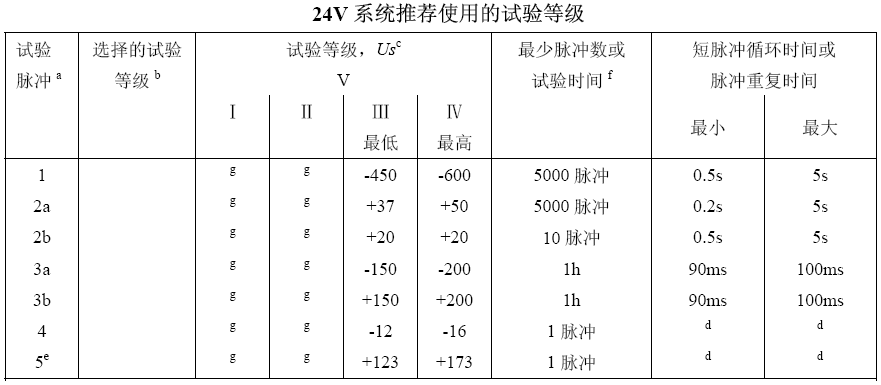 24V 系统推荐使用的试验等级
试验脉冲 a 选择的试验等级 b 试验等级，Us c V 最少脉冲数或试验时间 f 短脉冲循环时间或脉冲重复时间
Ⅰ Ⅱ Ⅲ 最低 Ⅳ 最高 最小 最大
1 g g -450 -600 5000 脉冲 0.5s 5s
2a g g +37 +50 5000 脉冲 0.2s 5s
2b g g +20 +20 10 脉冲 0.5s 5s
3a g g -150 -200 1h 90ms 100ms
3b g g +150 +200 1h 90ms 100ms
4 g g -12 -16 1 脉冲 d d
5e g g +123 +173 1 脉冲 d d